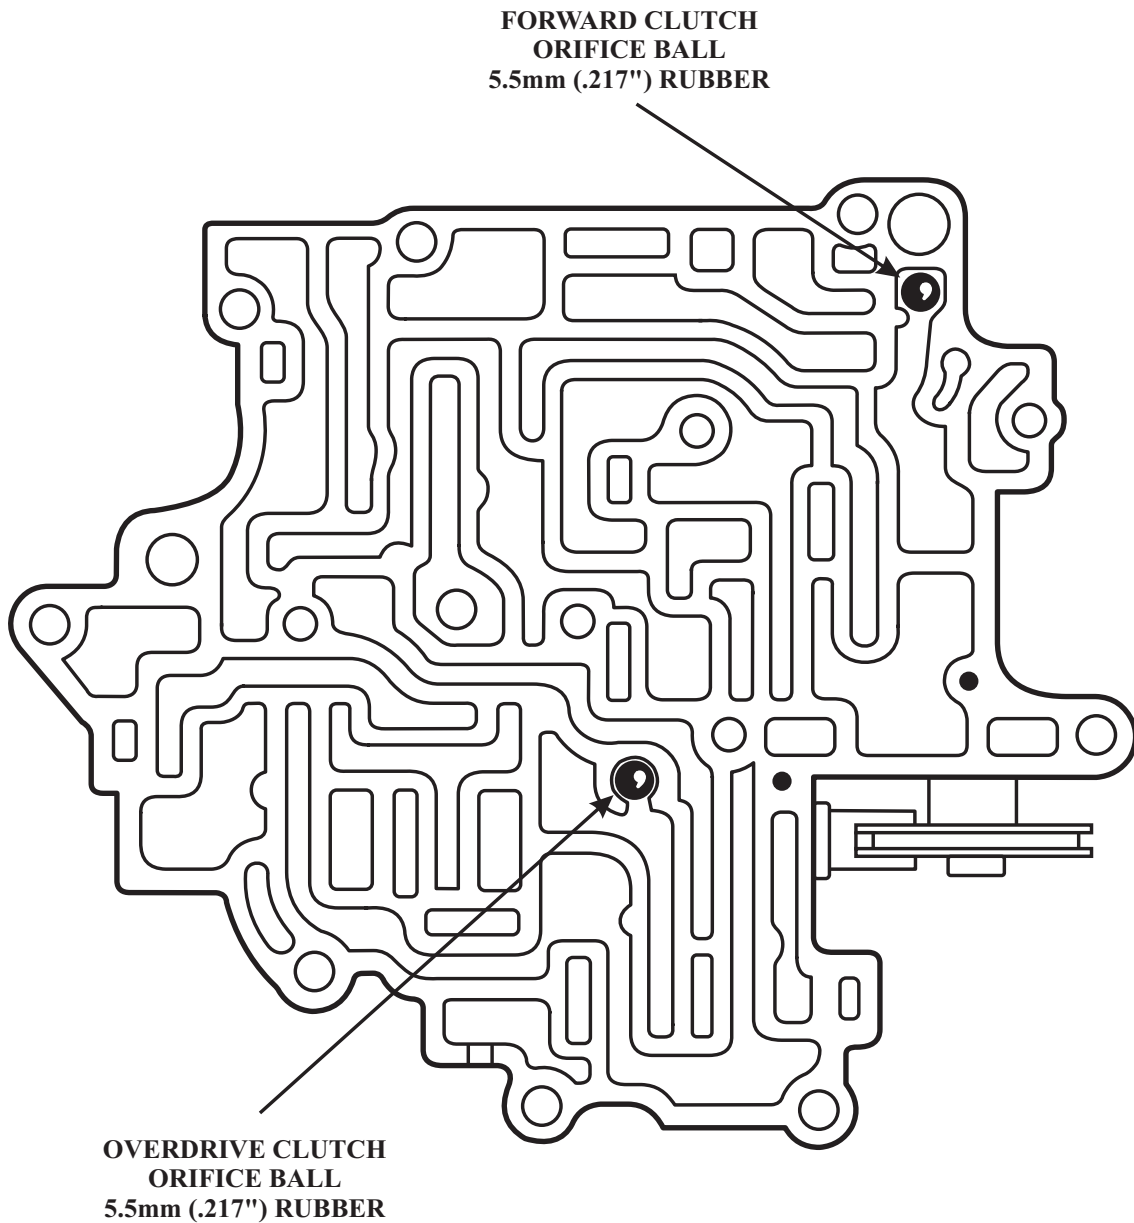 FORWARD CLUTCH
ORIFICE BALL
5.5mm (.217") RUBBER
OVERDRIVE CLUTCH
ORIFICE BALL
5.5mm (.217") RUBBER